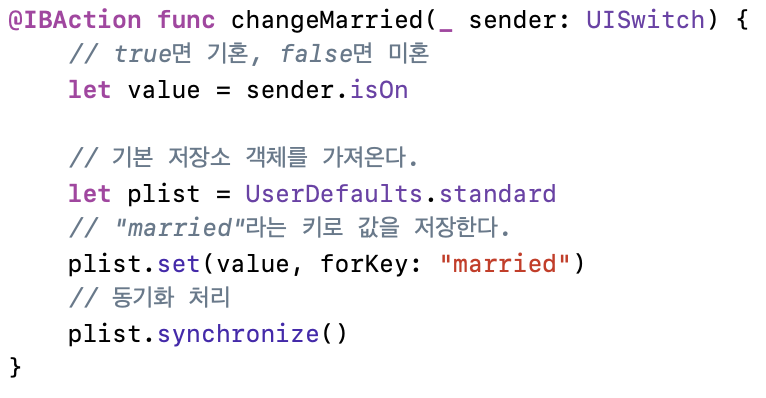 @IBAction func changeMarried(_ sender: UISwitch) {
    // true면 기혼, false면 미혼
    let value = sender.isOn

    // 기본 저장소 객체를 가져온다.
    let plist = UserDefaults.standard
    // "married"라는 키로 값을 저장한다.
    plist.set(value, forKey: "married")
    // 동기화 처리
    plist.synchronize()
}